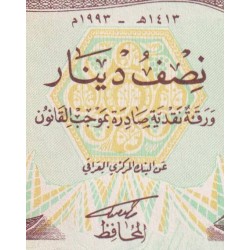 ١٤١٣هـ - ١٩٩٣م
نصف دينار
ورقة نقدية صادرة بموجب القانون
عن البنك المركزي العراقي
المحافظ